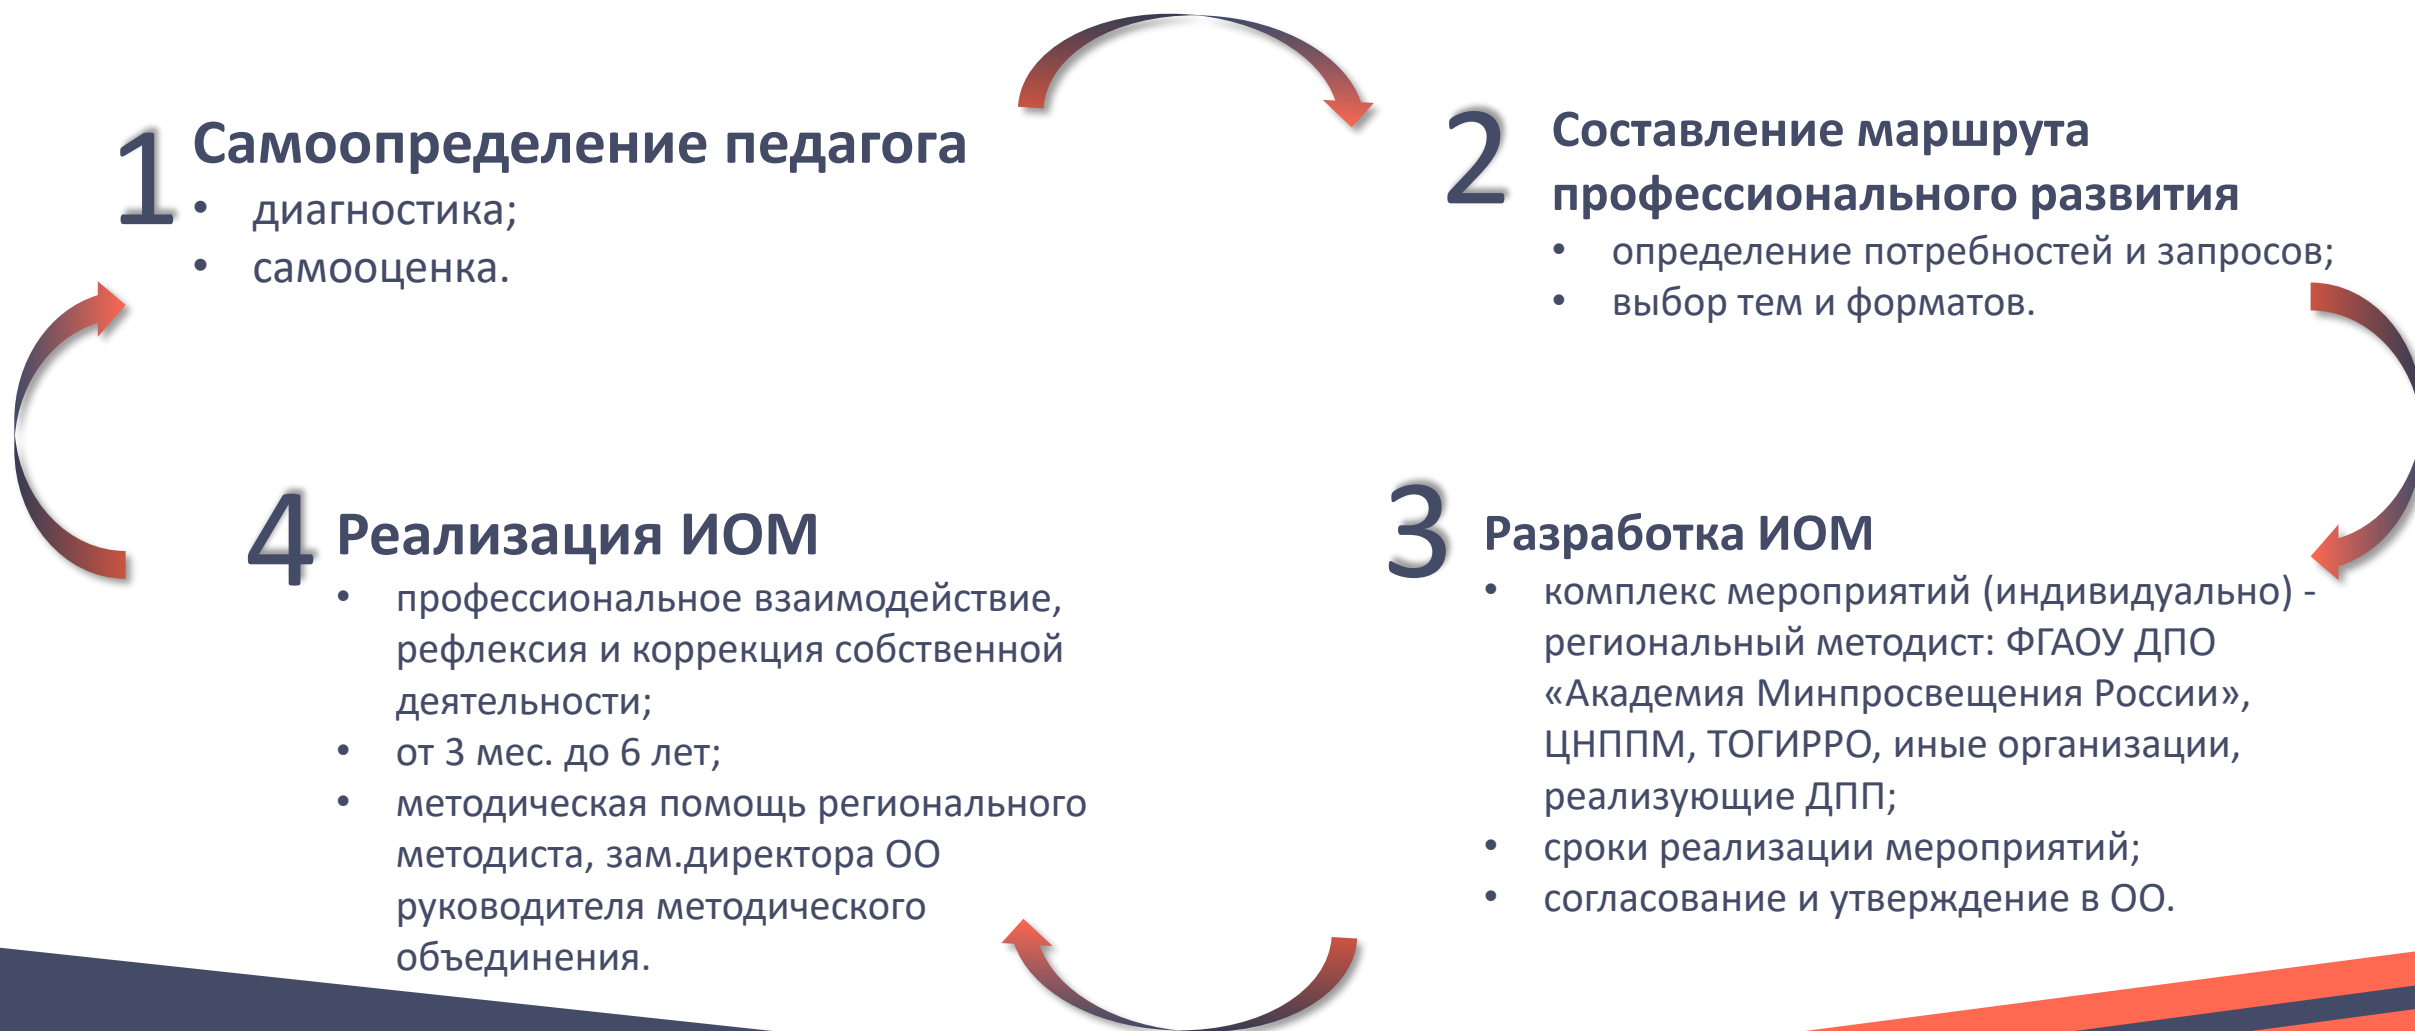 1
Самоопределение педагога
• диагностика;
• самооценка.
2
Составление маршрута
профессионального развития
• определение потребностей и запросов;
• выбор тем и форматов.
3
Разработка ИОМ
• комплекс мероприятий (индивидуально) -
региональный методист: ФГАОУ ДПО
«Академия Минпросвещения России»,
ЦНППМ, ТОГИРРО, иные организации,
реализующие ДПП;
• сроки реализации мероприятий;
• согласование и утверждение в ОО.
4
Реализация ИОМ
• профессиональное взаимодействие,
рефлексия и коррекция собственной
деятельности;
• от 3 мес. до 6 лет;
• методическая помощь регионального
методиста, зам.директора ОО
руководителя методического
объединения.